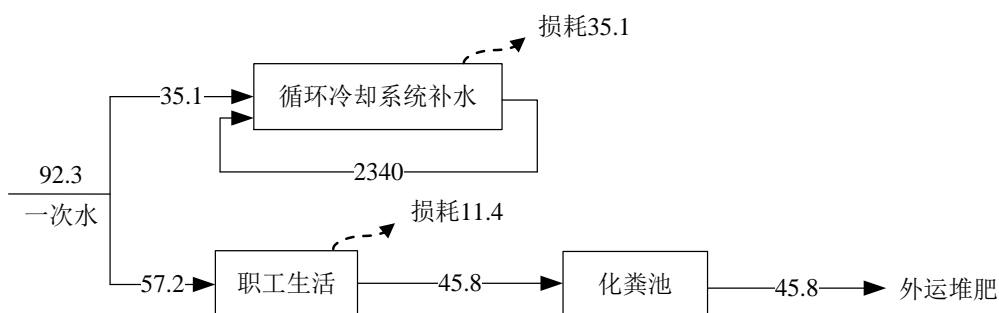 损耗35.1
35.1
循环冷却系统补水
2340
92.3
一次水
损耗11.4
57.2
职工生活
45.8
化粪池
45.8
外运堆肥